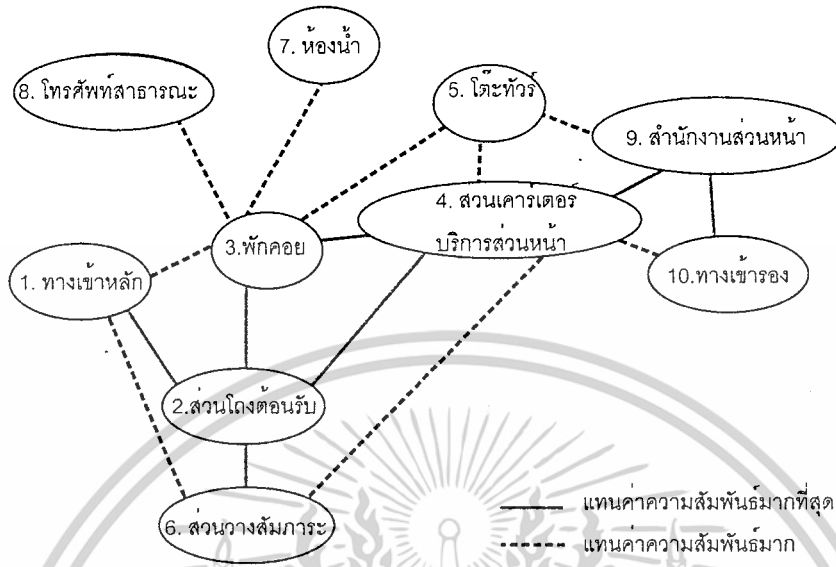 7. ห้องน้ำ
8. โทรศัพท์สาธารณะ
5. โต๊ะทัวร์
9. สำนักงานส่วนหน้า
4. ส่วนเคาร์เตอร์
บริการส่วนหน้า
3.พักคอย
1. ทางเข้าหลัก
10.ทางเข้ารอง
2.ส่วนโถงต้อนรับ
6. ส่วนวางสัมภาระ
แทนค่าความสัมพันธ์มากที่สุด
แทนค่าความสัมพันธ์มาก